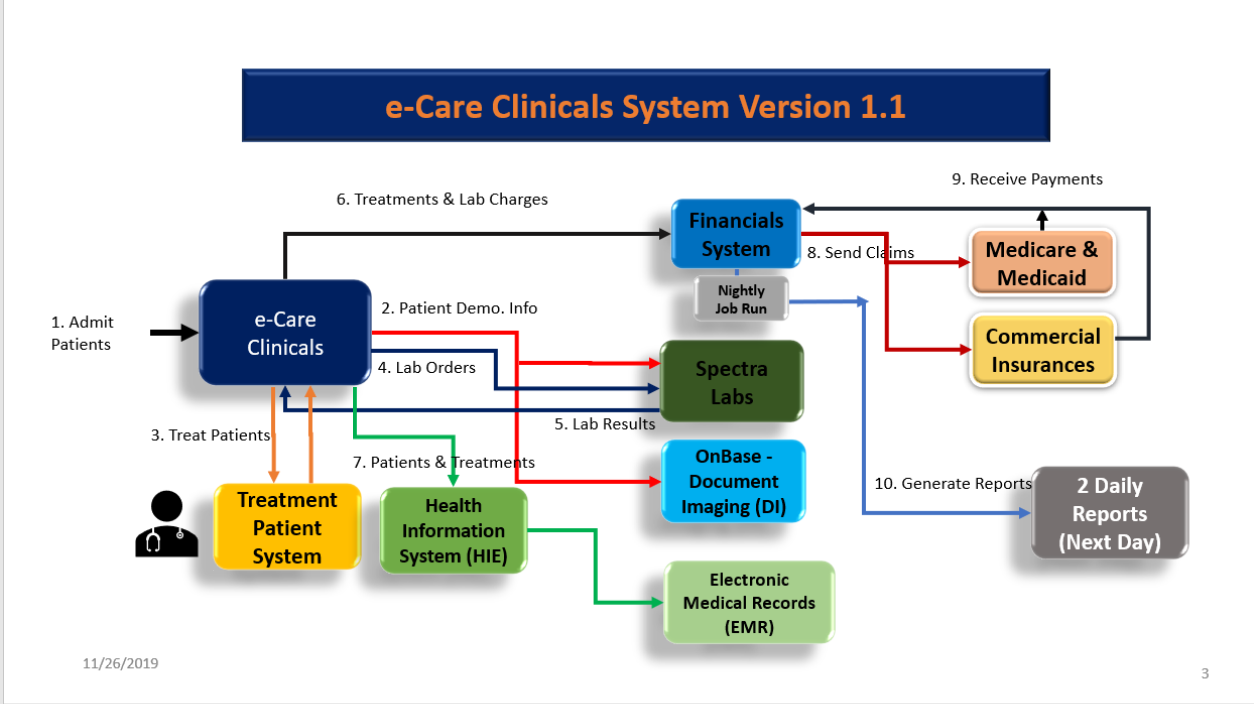 e-Care Clinicals System Version 1.1
9. Receive Payments
6. Treatments & Lab Charges
Financials
System
8. Send Claims
Medicare &
Medicaid
Nightly
Job Run
1. Admit
Patients
e-Care
Clinicals
2. Patient Demo. Info
Commercial
Insurances
4. Lab Orders
Spectra
Labs
5. Lab Results
3. Treat Patients
7. Patients & Treatments
OnBase -
Document
Imaging (DI)
10. Generate Reports
2 Daily
Reports
(Next Day)
Treatment
Patient
System
Health
Information
System (HIE)
Electronic
Medical Records
(EMR)
11/26/2019
3